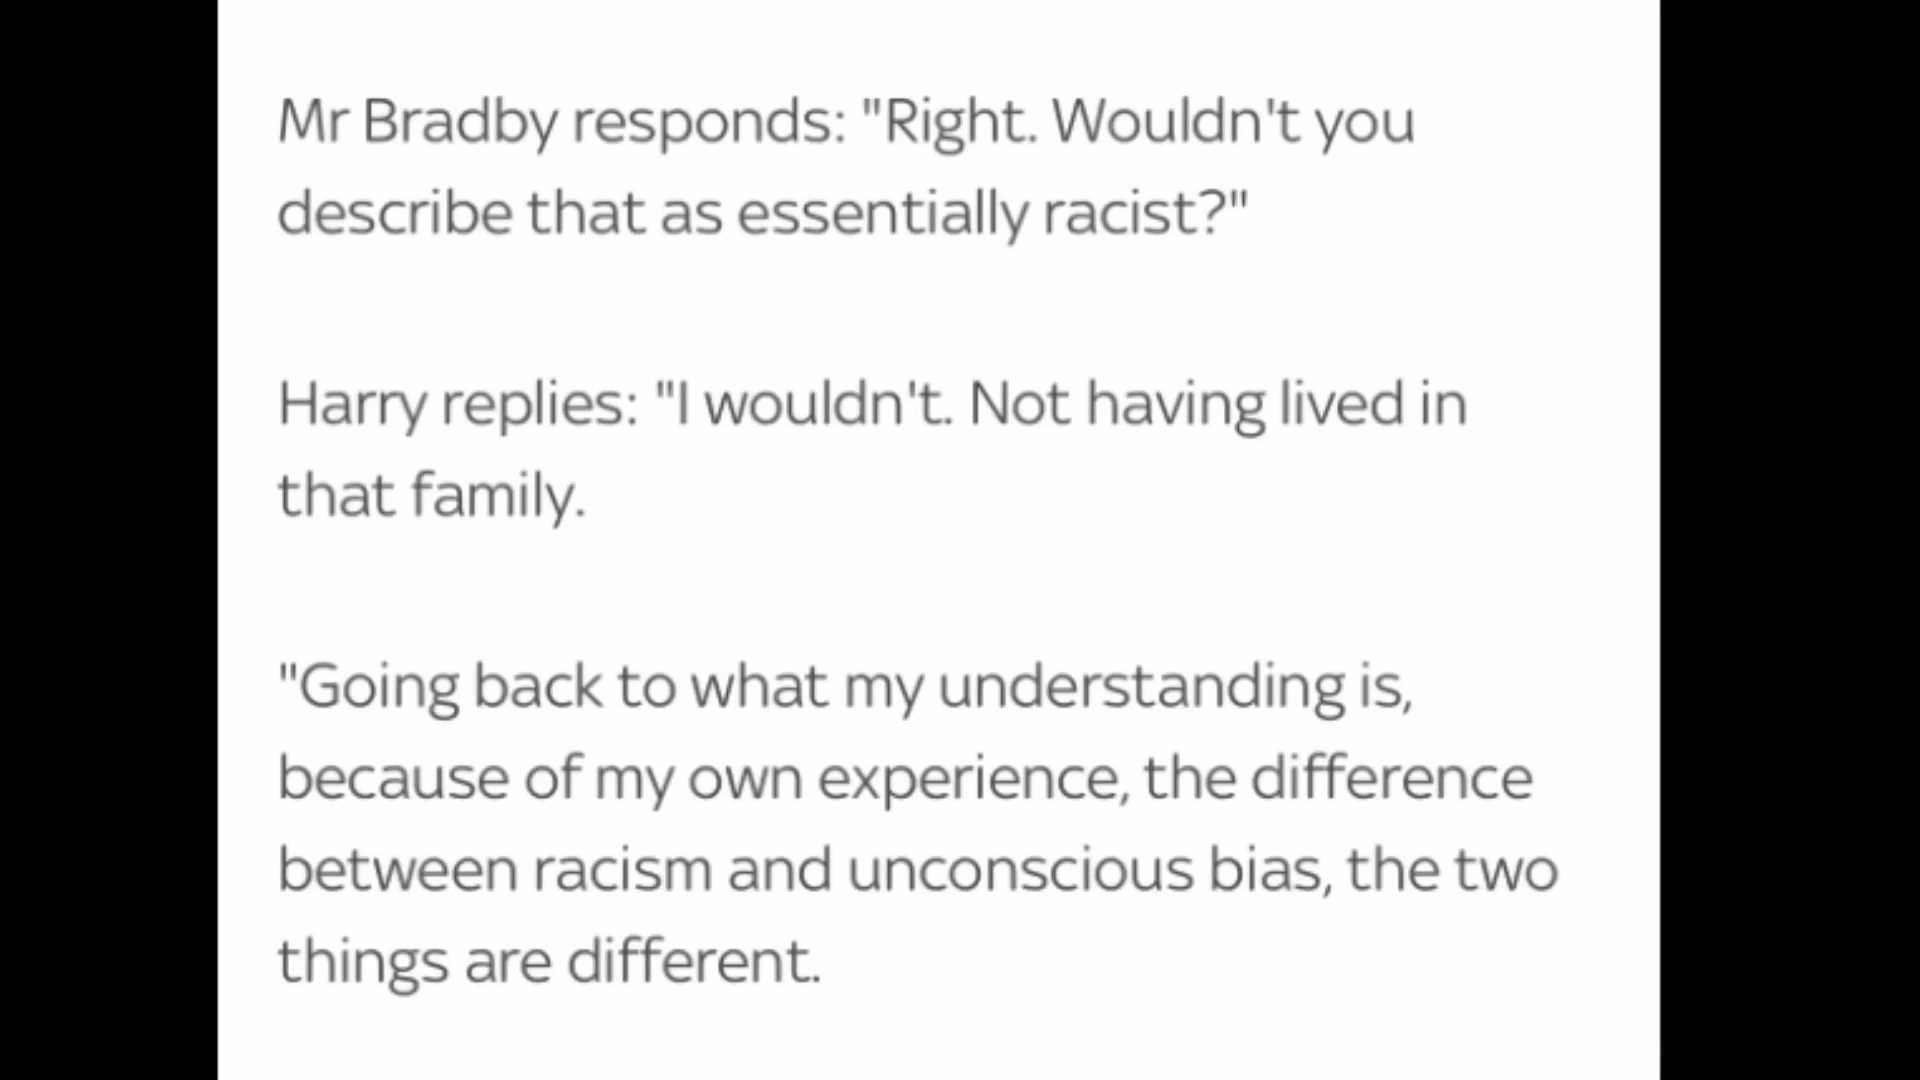 Mr Bradby responds: "Right. Wouldn't you
describe that as essentially racist?"
Harry replies: "I wouldn't. Not having lived in
that family.
"Going back to what my understanding is,
because of my own experience, the difference
between racism and unconscious bias, the two
things are different.